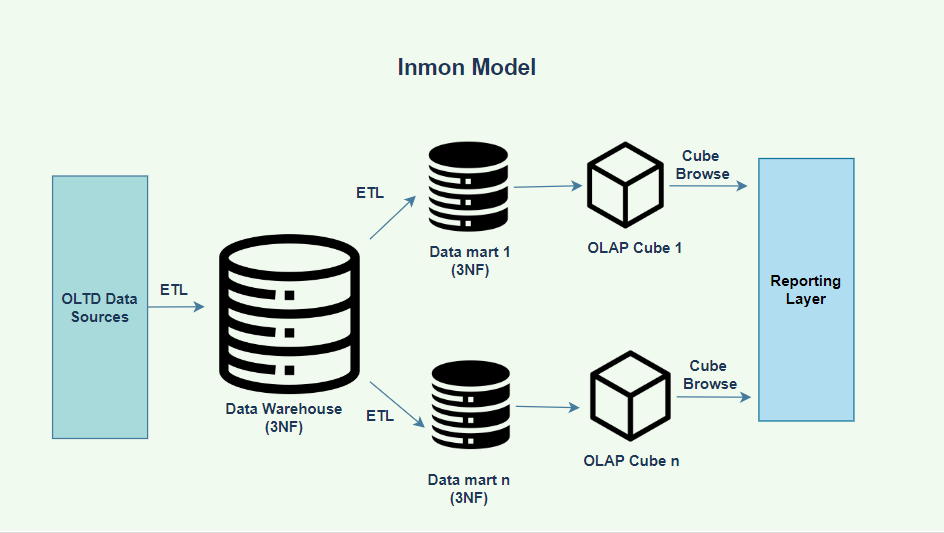 Inmon Model
OLTD Data
Sources
ETL
Data Warehouse
(3NF)
ETL
Data mart 1
(3NF)
OLAP Cube 1
Cube
Browse
ETL
Data mart n
(3NF)
OLAP Cube n
Cube
Browse
Reporting
Layer